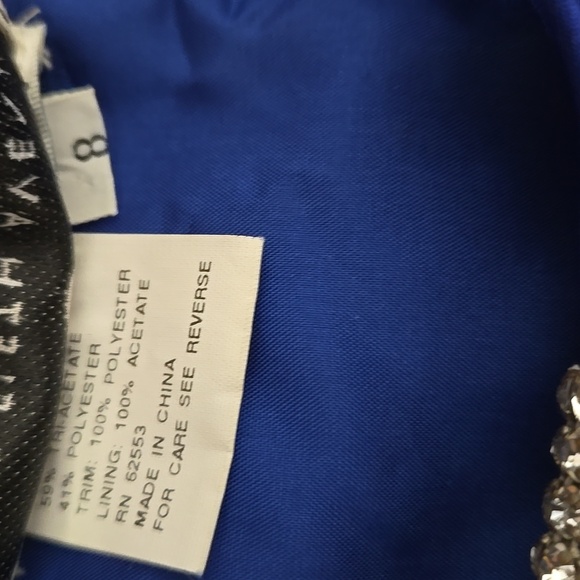 8
59% TRI-ACETATE
41% POLYESTER
TRIM: 100% POLYESTER
LINING: 100% ACETATE
RN 62553
MADE IN CHINA
FOR CARE SEE REVERSE